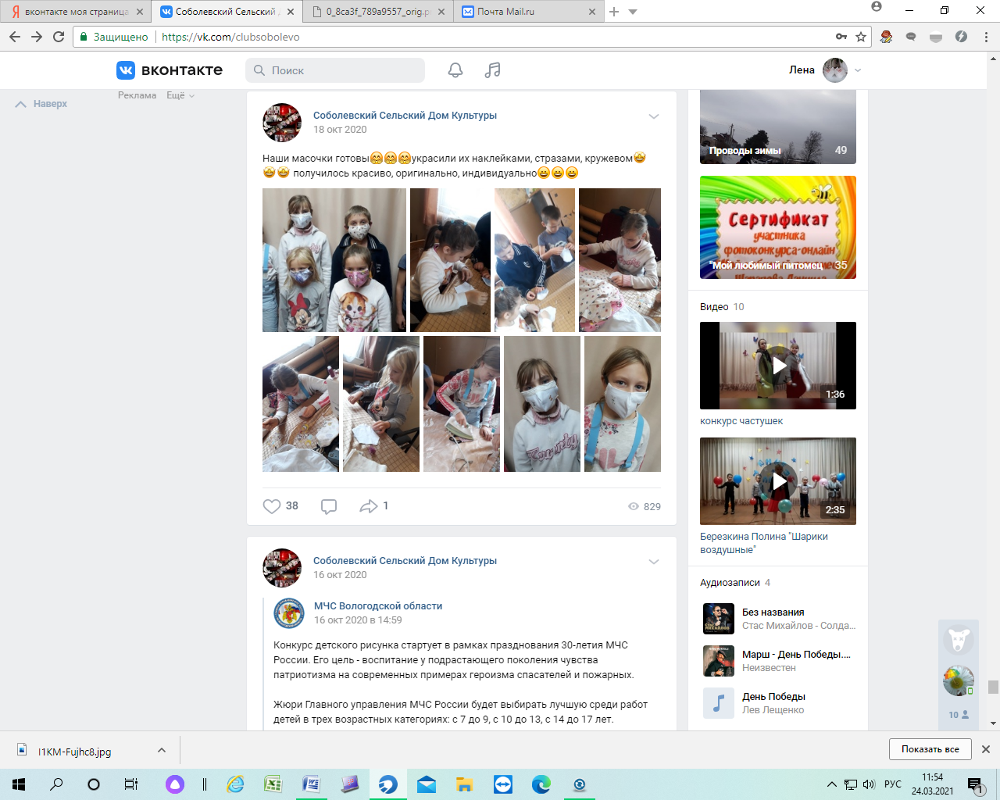 вконтакте моя страница
Соболевский Сельский
0_8ca3f_789a9557_orig.p
Почта Mail.ru
Защищено
https://vk.com/clubsobolevo
вконтакте
Поиск
Лена
Наверх
Реклама Ещё
Соболевский Сельский Дом Культуры
18 окт 2020
Наши масочки готовы🤗🤗🤗украсили их наклейками, стразами, кружевом🤩
🤩🤩 получилось красиво, оригинально, индивидуально😄😄😄
38
1
829
Соболевский Сельский Дом Культуры
16 окт 2020
МЧС Вологодской области
16 окт 2020 в 14:59
Конкурс детского рисунка стартует в рамках празднования 30-летия МЧС
России. Его цель - воспитание у подрастающего поколения чувства
патриотизма на современных примерах героизма спасателей и пожарных.
Жюри Главного управления МЧС России будет выбирать лучшую среди работ
детей в трех возрастных категориях: с 7 до 9, с 10 до 13, с 14 до 17 лет.
Проводы зимы 49
Сертификат
участника
фотоконкурса-онлайн
"Мой любимый питомец 35
Видео 10
1:36
конкурс частушек
2:35
Березкина Полина "Шарики
воздушные"
Аудиозаписи 4
Без названия
Стас Михайлов - Солда...
Марш - День Победы....
Неизвестен
День Победы
Лев Лещенко
10
I1KM-Fujhc8.jpg
Показать все
РУС
11:54
24.03.2021
1